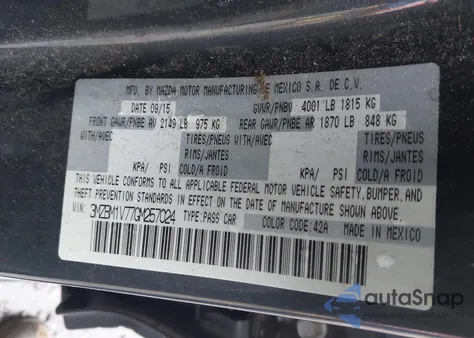 MFD. BY MAZDA MOTOR MANUFACTURING DE MEXICO S.A. DE C.V.
DATE 09/15 GVWR/PNBV 4001 LB 1815 KG
FRONT GAWR/PNBE AV 2149 LB 975 KG REAR GAWR/PNBE AR 1870 LB 848 KG
WITH/AVEC TIRES/PNEUS WITH/AVEC TIRES/PNEUS
RIMS/JANTES RIMS/JANTES
KPA/ PSI COLD/A FROID KPA/ PSI COLD/A FROID
THIS VEHICLE CONFORMS TO ALL APPLICABLE FEDERAL MOTOR VEHICLE SAFETY, BUMPER, AND
THEFT PREVENTION STANDARDS IN EFFECT ON THE DATE OF MANUFACTURE SHOWN ABOVE.
VIN: 3MZBM1V77GM257024 TYPE: PASS CAR COLOR CODE: 42A MADE IN MEXICO
autoSnap